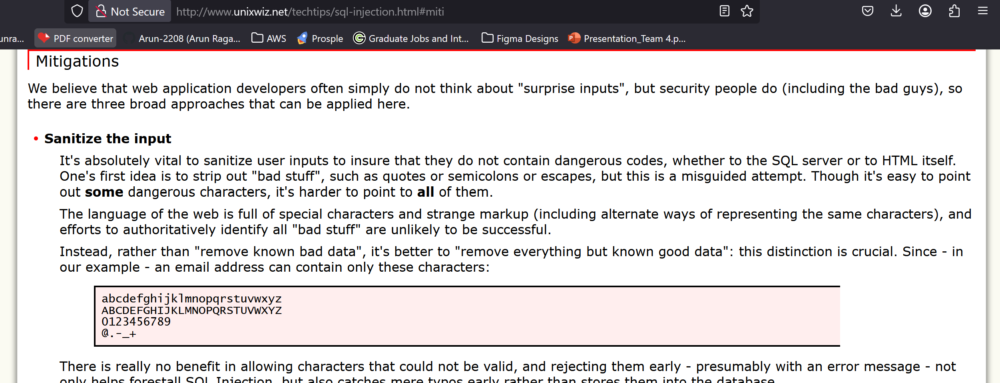 Not Secure http://www.unixwiz.net/techtips/sql-injection.html#miti
unra... PDF converter Arun-2208 (Arun Raga... AWS Prosple Graduate Jobs and Int... Figma Designs Presentation_Team 4.p...
Mitigations
We believe that web application developers often simply do not think about "surprise inputs", but security people do (including the bad guys), so
there are three broad approaches that can be applied here.
• Sanitize the input
It's absolutely vital to sanitize user inputs to insure that they do not contain dangerous codes, whether to the SQL server or to HTML itself.
One's first idea is to strip out "bad stuff", such as quotes or semicolons or escapes, but this is a misguided attempt. Though it's easy to point
out some dangerous characters, it's harder to point to all of them.
The language of the web is full of special characters and strange markup (including alternate ways of representing the same characters), and
efforts to authoritatively identify all "bad stuff" are unlikely to be successful.
Instead, rather than "remove known bad data", it's better to "remove everything but known good data": this distinction is crucial. Since - in
our example - an email address can contain only these characters:
abcdefghijklmnopqrstuvwxyz
ABCDEFGHIJKLMNOPQRSTUVWXYZ
0123456789
@.-_+
There is really no benefit in allowing characters that could not be valid, and rejecting them early - presumably with an error message - not
only helps forestall SQL Injection, but also catches mere typos early rather than stores them into the database.